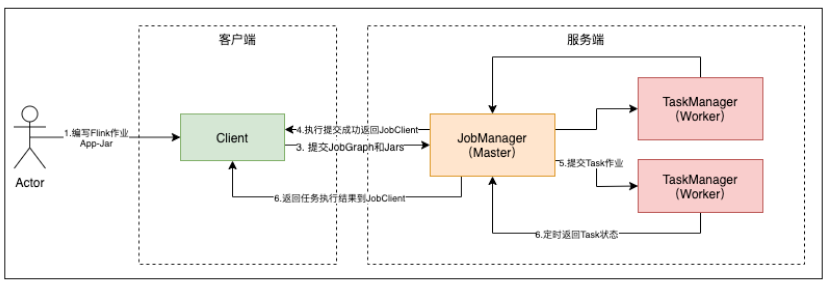 客户端
服务端
1.编写Flink作业
App-Jar
Actor
Client
4.执行提交成功返回JobClient
3. 提交JobGraph和Jars
6.返回任务执行结果到JobClient
JobManager
（Master）
5.提交Task作业
6.定时返回Task状态
TaskManager
（Worker）
TaskManager
（Worker）